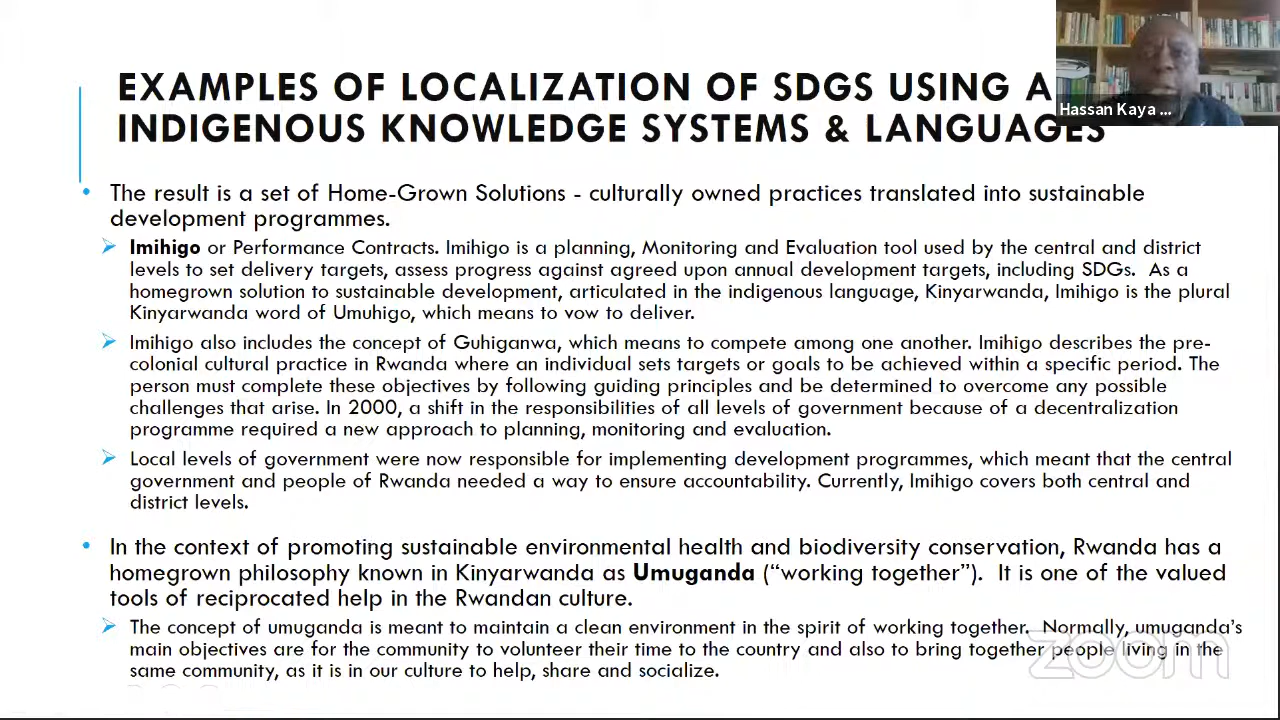 EXAMPLES OF LOCALIZATION OF SDGS USING A
INDIGENOUS KNOWLEDGE SYSTEMS & LANGUAGES
Hassan Kaya ...
• The result is a set of Home-Grown Solutions - culturally owned practices translated into sustainable
development programmes.
➢ Imihigo or Performance Contracts. Imihigo is a planning, Monitoring and Evaluation tool used by the central and district
levels to set delivery targets, assess progress against agreed upon annual development targets, including SDGs. As a
homegrown solution to sustainable development, articulated in the indigenous language, Kinyarwanda, Imihigo is the plural
Kinyarwanda word of Umuhigo, which means to vow to deliver.
➢ Imihigo also includes the concept of Guhiganwa, which means to compete among one another. Imihigo describes the pre-
colonial cultural practice in Rwanda where an individual sets targets or goals to be achieved within a specific period. The
person must complete these objectives by following guiding principles and be determined to overcome any possible
challenges that arise. In 2000, a shift in the responsibilities of all levels of government because of a decentralization
programme required a new approach to planning, monitoring and evaluation.
➢ Local levels of government were now responsible for implementing development programmes, which meant that the central
government and people of Rwanda needed a way to ensure accountability. Currently, Imihigo covers both central and
district levels.
• In the context of promoting sustainable environmental health and biodiversity conservation, Rwanda has a
homegrown philosophy known in Kinyarwanda as Umuganda (“working together”). It is one of the valued
tools of reciprocated help in the Rwandan culture.
➢ The concept of umuganda is meant to maintain a clean environment in the spirit of working together. Normally, umuganda’s
main objectives are for the community to volunteer their time to the country and also to bring together people living in the
same community, as it is in our culture to help, share and socialize.
zoom